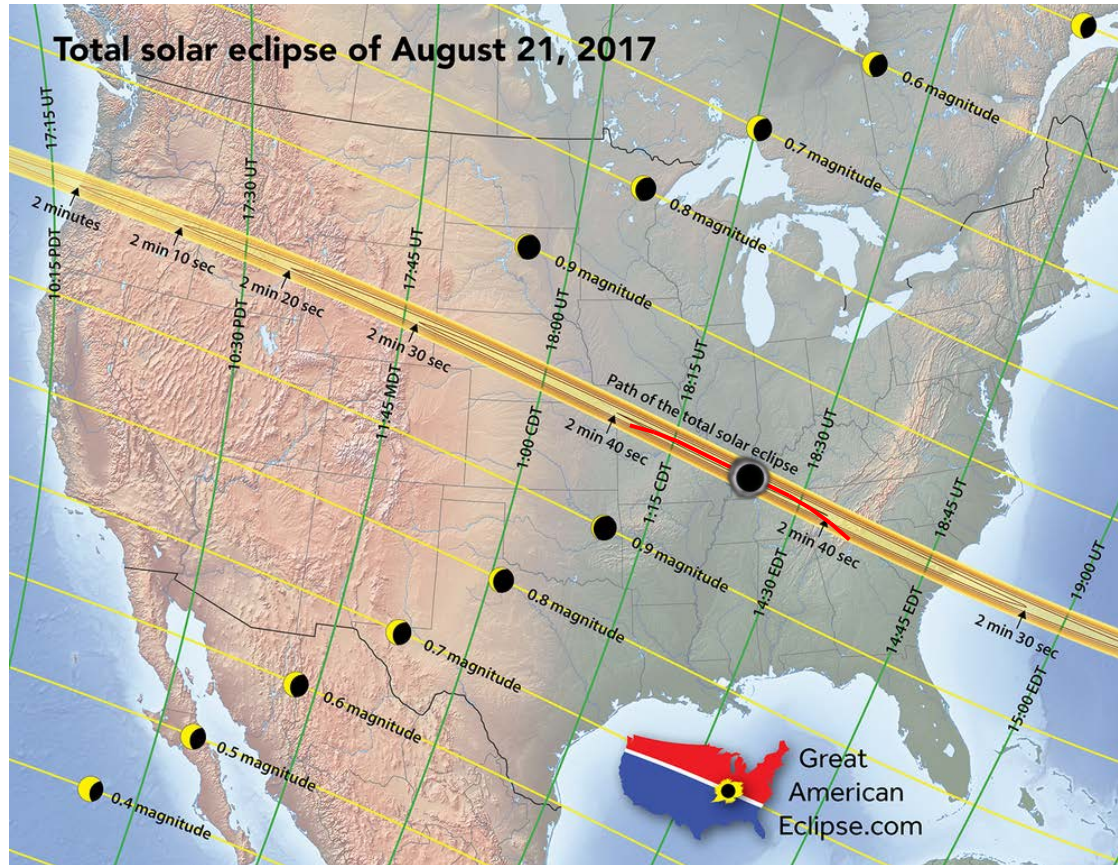 Total solar eclipse of August 21, 2017
0.6 magnitude
0.7 magnitude
0.8 magnitude
0.9 magnitude
17:15 UT
17:30 UT
17:45 UT
18:00 UT
18:15 UT
18:30 UT
18:45 UT
19:00 UT
2 minutes
2 min 10 sec
2 min 20 sec
2 min 30 sec
2 min 40 sec
Path of the total solar eclipse
2 min 40 sec
2 min 30 sec
10:15 PDT
10:30 PDT
11:45 MDT
1:00 CDT
1:15 CDT
14:30 EDT
14:45 EDT
15:00 EDT
0.9 magnitude
0.8 magnitude
0.7 magnitude
0.6 magnitude
0.5 magnitude
0.4 magnitude
Great
American
Eclipse.com